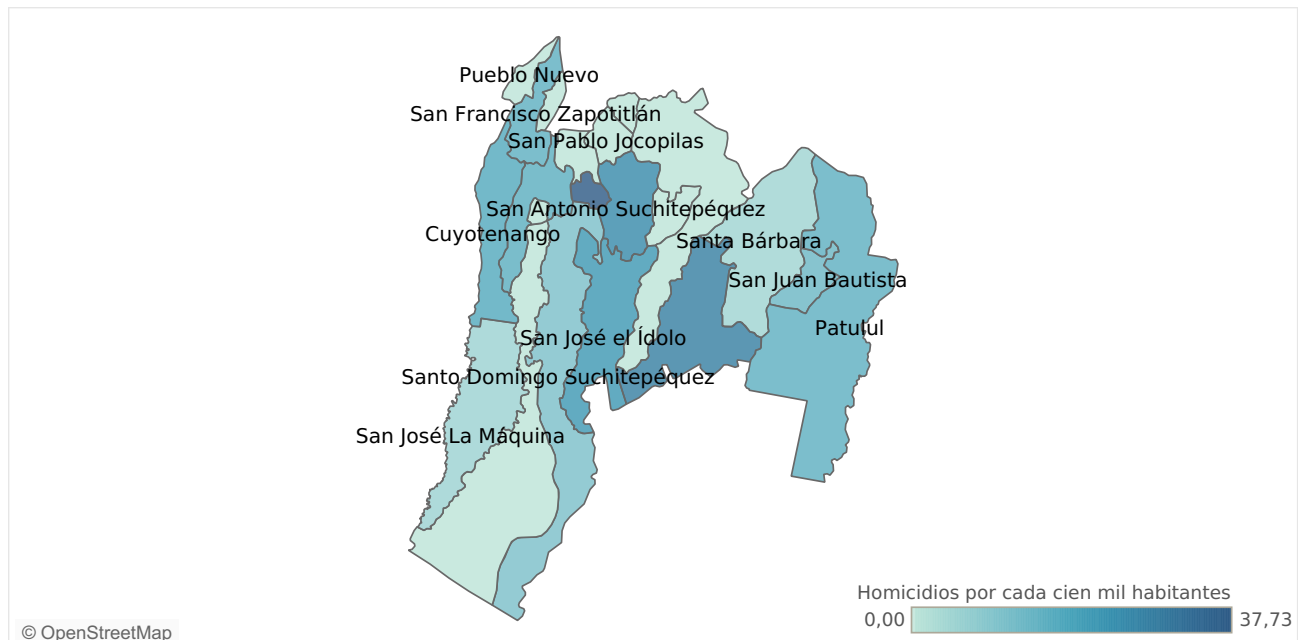 Pueblo Nuevo
San Francisco Zapotitlán
San Pablo Jocopilas
San Antonio Suchitepéquez
Cuyotenango
Santa Bárbara
San Juan Bautista
Patulul
San José el Ídolo
Santo Domingo Suchitepéquez
San José La Máquina
Homicidios por cada cien mil habitantes
0,00 37,73
© OpenStreetMap